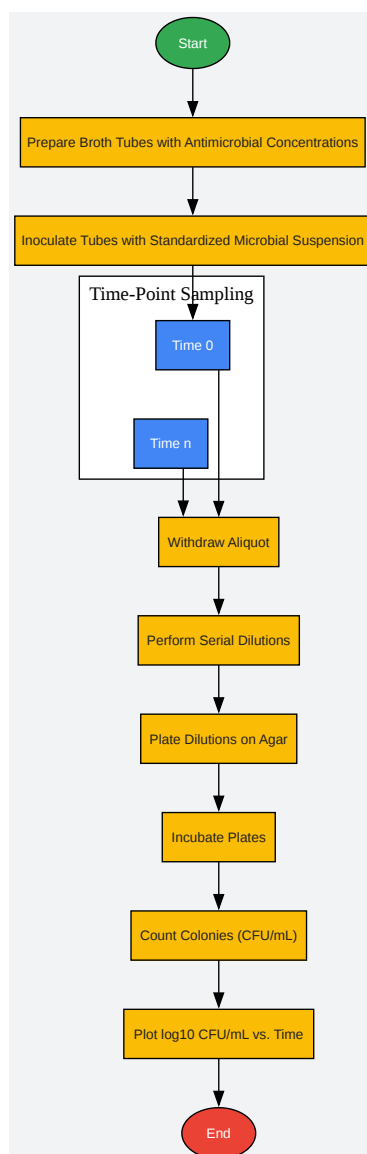 Start
Prepare Broth Tubes with Antimicrobial Concentrations
Inoculate Tubes with Standardized Microbial Suspension
Time-Point Sampling
Time 0
Time n
Withdraw Aliquot
Perform Serial Dilutions
Plate Dilutions on Agar
Incubate Plates
Count Colonies (CFU/mL)
Plot log10 CFU/mL vs. Time
End